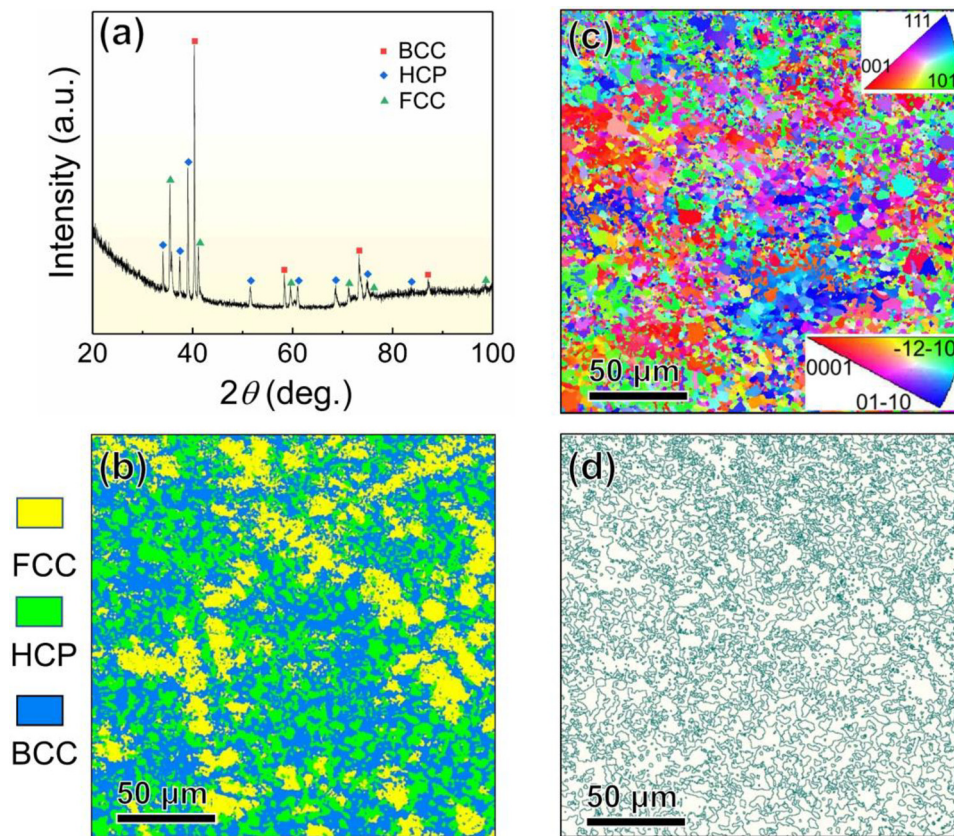 (a)
BCC
HCP
FCC
Intensity (a.u.)
20 40 60 80 100
2θ (deg.)
(c)
111
001
101
50 μm
-12-10
0001
01-10
(b)
FCC
HCP
BCC
50 μm
(d)
50 μm